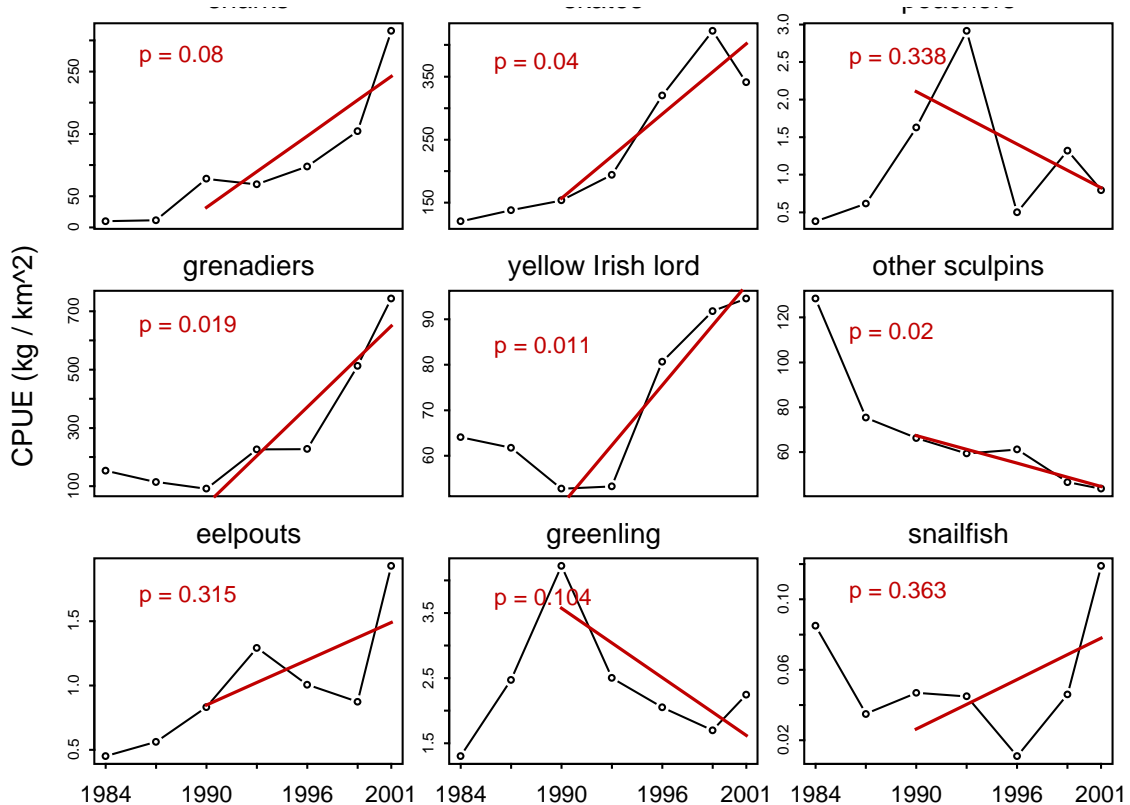 p = 0.08
250
150
50
0
p = 0.04
350
250
150
p = 0.338
3.0
2.5
2.0
1.5
1.0
0.5
CPUE (kg / km^2)
grenadiers
p = 0.019
700
500
300
100
yellow Irish lord
p = 0.011
90
80
70
60
other sculpins
p = 0.02
120
80
60
eelpouts
p = 0.315
1.5
1.0
0.5
1984 1990 1996 2001
greenling
p = 0.104
3.5
2.5
1.5
1984 1990 1996 2001
snailfish
p = 0.363
0.10
0.06
0.02
1984 1990 1996 2001